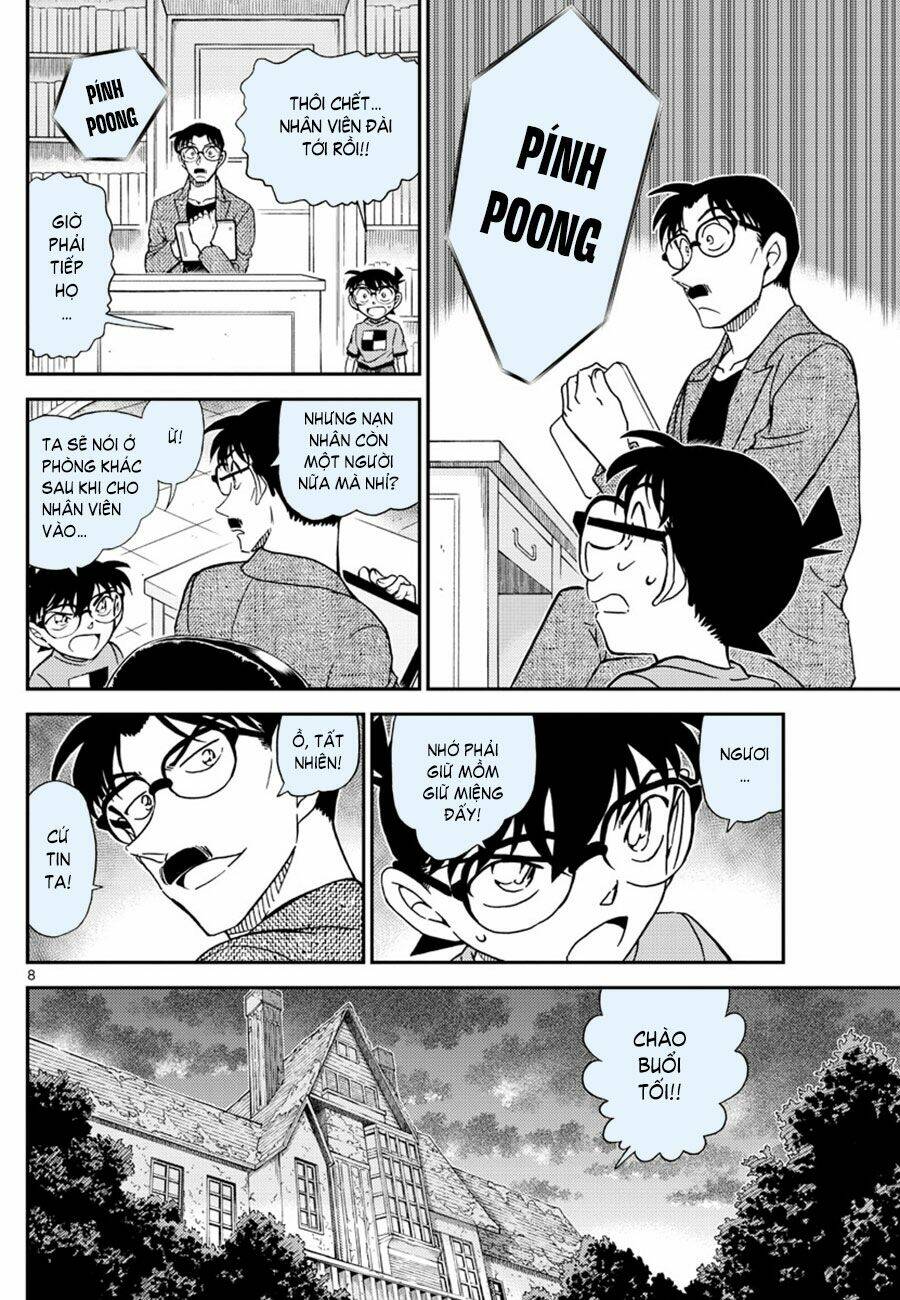 PÍNH
POONG
THÔI CHẾT...
NHÂN VIÊN ĐÀI
TỚI RỒI!!
GIỜ
PHẢI
TIẾP
HỌ
...
PÍNH
POONG
NHƯNG NẠN
NHÂN CÒN
MỘT NGƯỜI
NỮA MÀ NHỈ?
Ừ!
TA SẼ NÓI Ở
PHÒNG KHÁC
SAU KHI CHO
NHÂN VIÊN
VÀO...
NGƯƠI
...
NHỚ PHẢI
GIỮ MỒM
GIỮ MIỆNG
ĐẤY!
Ồ, TẤT
NHIÊN!
CỨ
TIN
TA!
8
CHÀO
BUỔI
TỐI!!